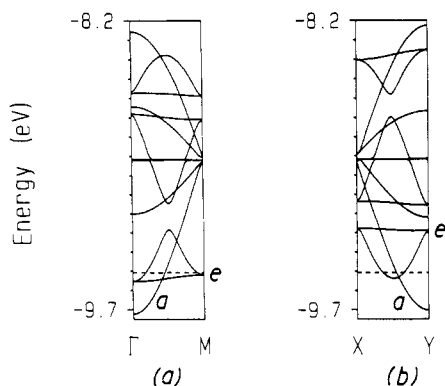 -8.2 -8.2
Energy (eV)
e e
a a
-9.7 -9.7
Γ M X Y
(a) (b)